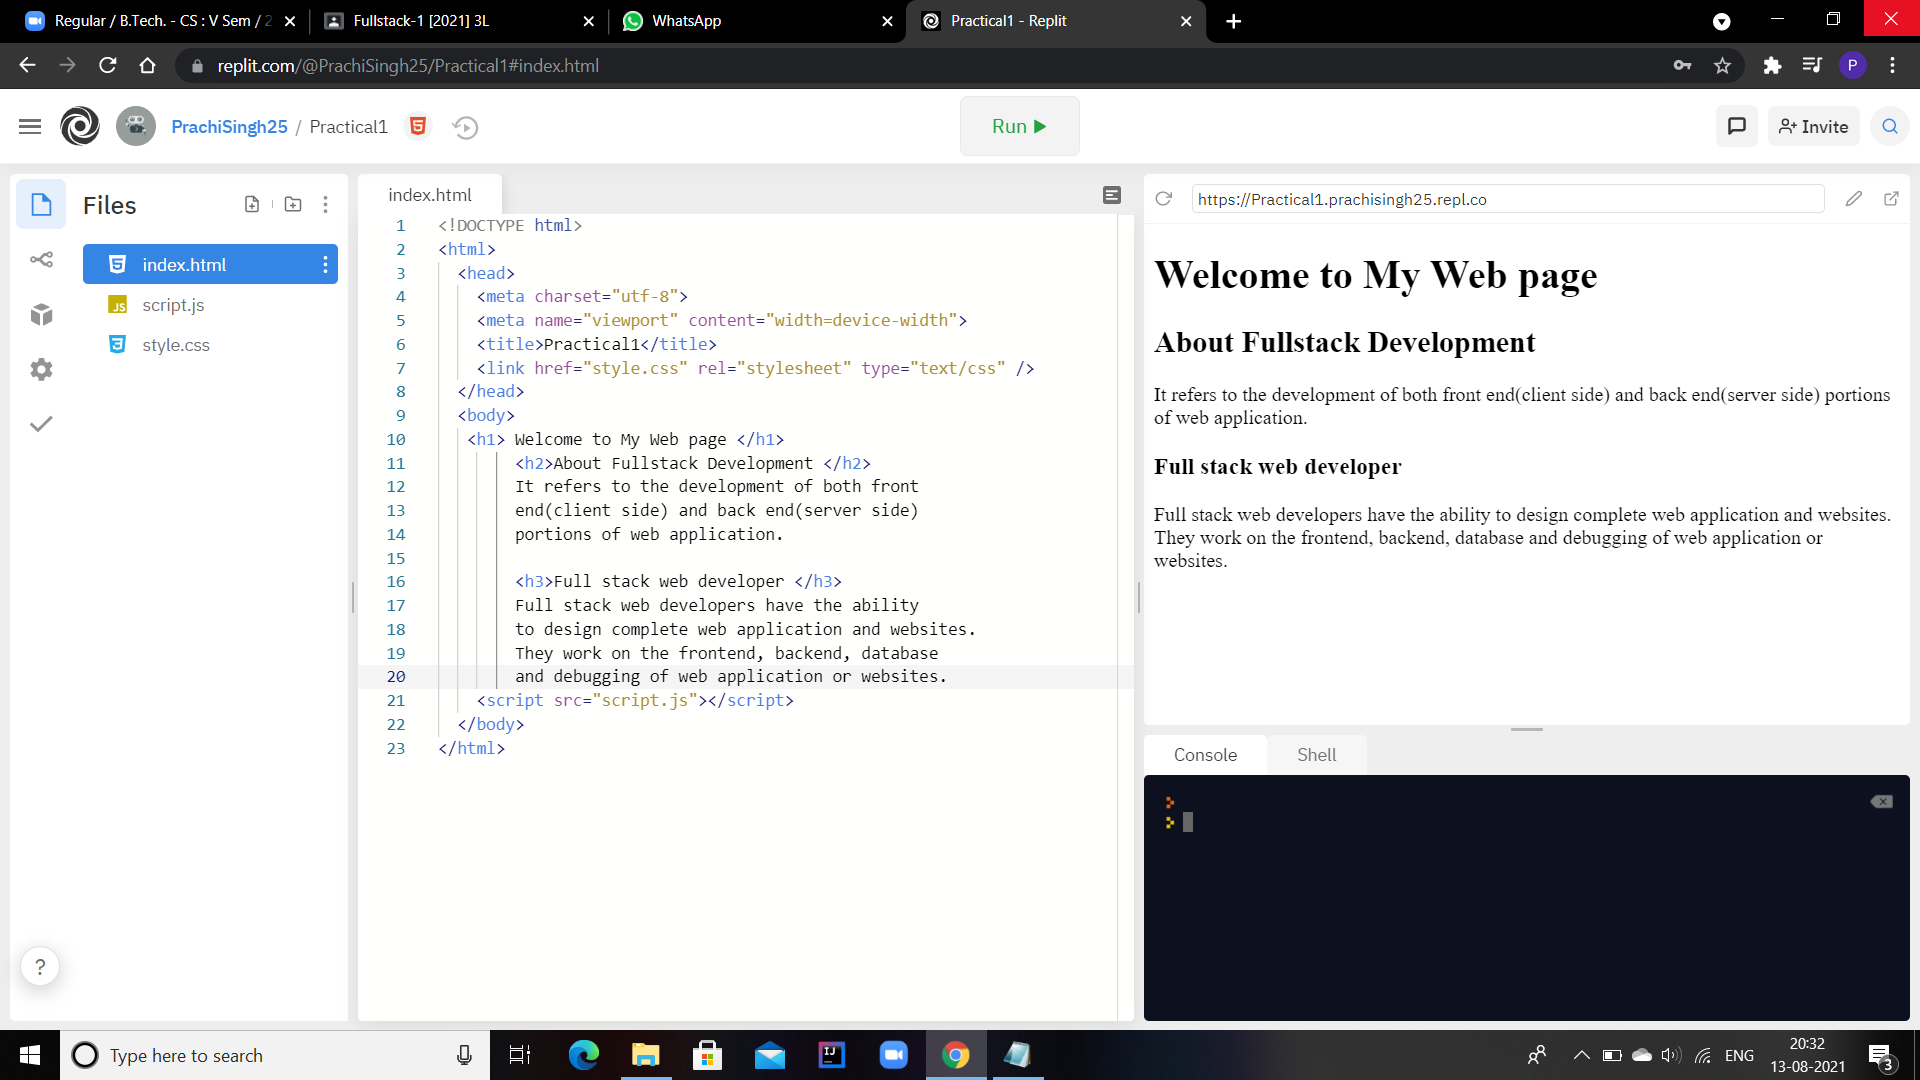 Regular / B.Tech. - CS : V Sem / 2
Fullstack-1 [2021] 3L
WhatsApp
Practical1 - Replit
replit.com/@PrachiSingh25/Practical1#index.html
P
PrachiSingh25 / Practical1
Run
Invite
Files
index.html
script.js
style.css
index.html
1 <!DOCTYPE html>
2 <html>
3 <head>
4 <meta charset="utf-8">
5 <meta name="viewport" content="width=device-width">
6 <title>Practical1</title>
7 <link href="style.css" rel="stylesheet" type="text/css" />
8 </head>
9 <body>
10 <h1> Welcome to My Web page </h1>
11 <h2>About Fullstack Development </h2>
12 It refers to the development of both front
13 end(client side) and back end(server side)
14 portions of web application.
15
16 <h3>Full stack web developer </h3>
17 Full stack web developers have the ability
18 to design complete web application and websites.
19 They work on the frontend, backend, database
20 and debugging of web application or websites.
21 <script src="script.js"></script>
22 </body>
23 </html>
https://Practical1.prachisingh25.repl.co
Welcome to My Web page
About Fullstack Development
It refers to the development of both front end(client side) and back end(server side) portions
of web application.
Full stack web developer
Full stack web developers have the ability to design complete web application and websites.
They work on the frontend, backend, database and debugging of web application or
websites.
Console
Shell
?
Type here to search
ENG
20:32
13-08-2021
3